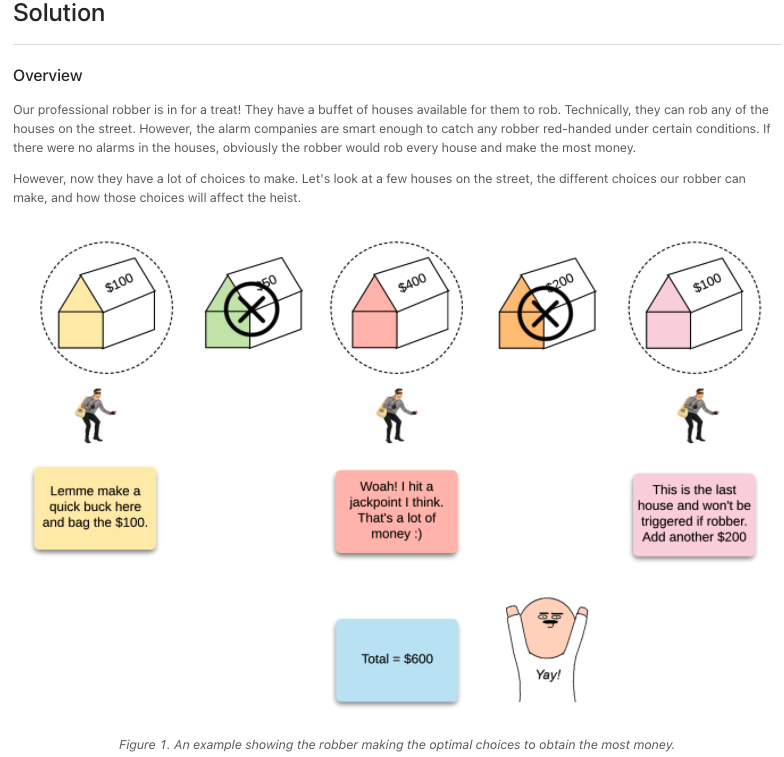 Solution
Overview
Our professional robber is in for a treat! They have a buffet of houses available for them to rob. Technically, they can rob any of the
houses on the street. However, the alarm companies are smart enough to catch any robber red-handed under certain conditions. If
there were no alarms in the houses, obviously the robber would rob every house and make the most money.
However, now they have a lot of choices to make. Let's look at a few houses on the street, the different choices our robber can
make, and how those choices will affect the heist.
$100
$50
$400
$200
$100
Lemme make a
quick buck here
and bag the $100.
Woah! I hit a
jackpoint I think.
That's a lot of
money :)
This is the last
house and won't be
triggered if robber.
Add another $200
Total = $600
Yay!
Figure 1. An example showing the robber making the optimal choices to obtain the most money.